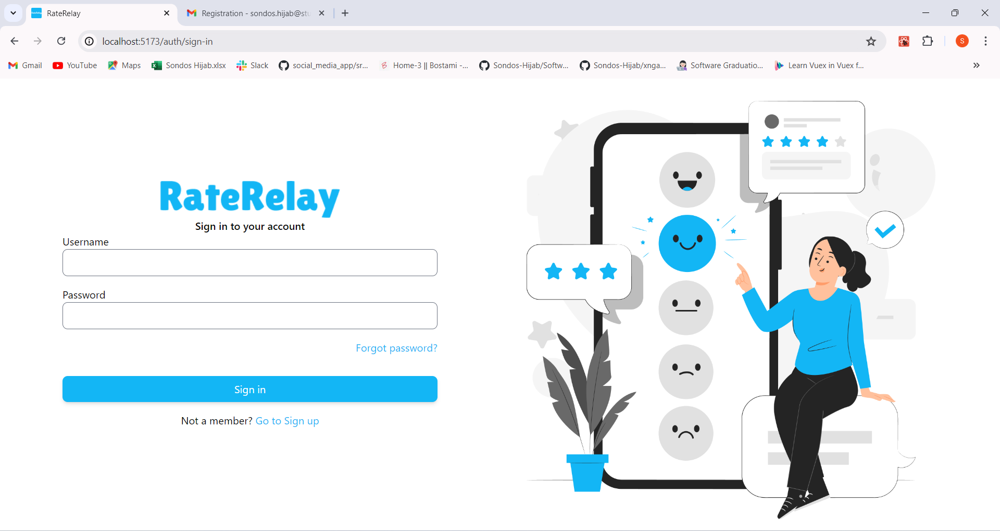 RateRelay
Registration - sondos.hijab@stu
localhost:5173/auth/sign-in
S
Gmail
YouTube
Maps
Sondos Hijab.xlsx
Slack
social_media_app/sr...
Home-3 || Bostami -...
Sondos-Hijab/Softw...
Sondos-Hijab/xnga...
Software Graduatio...
Learn Vuex in Vuex f...
RateRelay
Sign in to your account
Username
Password
Forgot password?
Sign in
Not a member? Go to Sign up